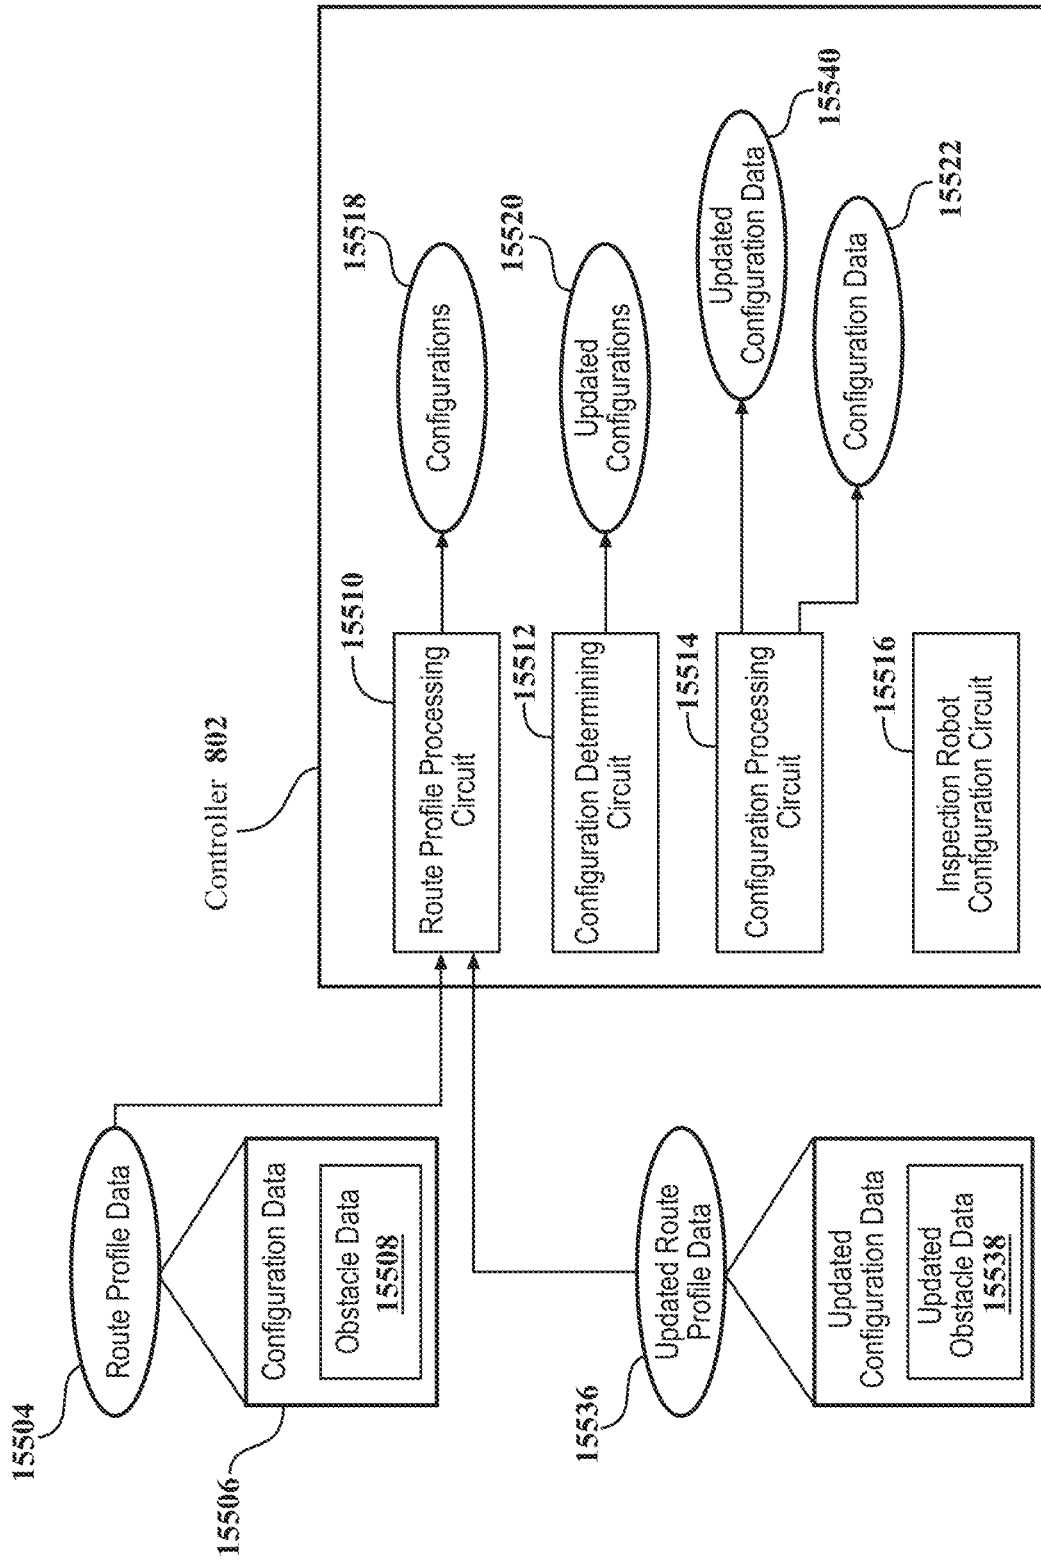 15504
Route Profile Data
15506
Configuration Data
Obstacle Data
15508
15536
Updated Route
Profile Data
Updated
Configuration Data
Updated
Obstacle Data
15538
Controller 802
15510
Route Profile Processing
Circuit
15518
Configurations
15512
Configuration Determining
Circuit
15520
Updated
Configurations
15514
Configuration Processing
Circuit
15540
Updated
Configuration Data
15522
Configuration Data
15516
Inspection Robot
Configuration Circuit